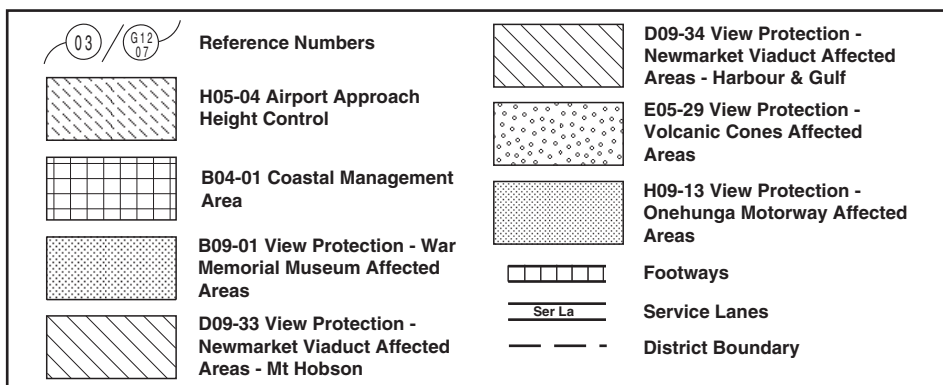 03 / G12 07 Reference Numbers
H05-04 Airport Approach
Height Control
B04-01 Coastal Management
Area
B09-01 View Protection - War
Memorial Museum Affected
Areas
D09-33 View Protection -
Newmarket Viaduct Affected
Areas - Mt Hobson
D09-34 View Protection -
Newmarket Viaduct Affected
Areas - Harbour & Gulf
E05-29 View Protection -
Volcanic Cones Affected
Areas
H09-13 View Protection -
Onehunga Motorway Affected
Areas
Footways
Ser La Service Lanes
District Boundary